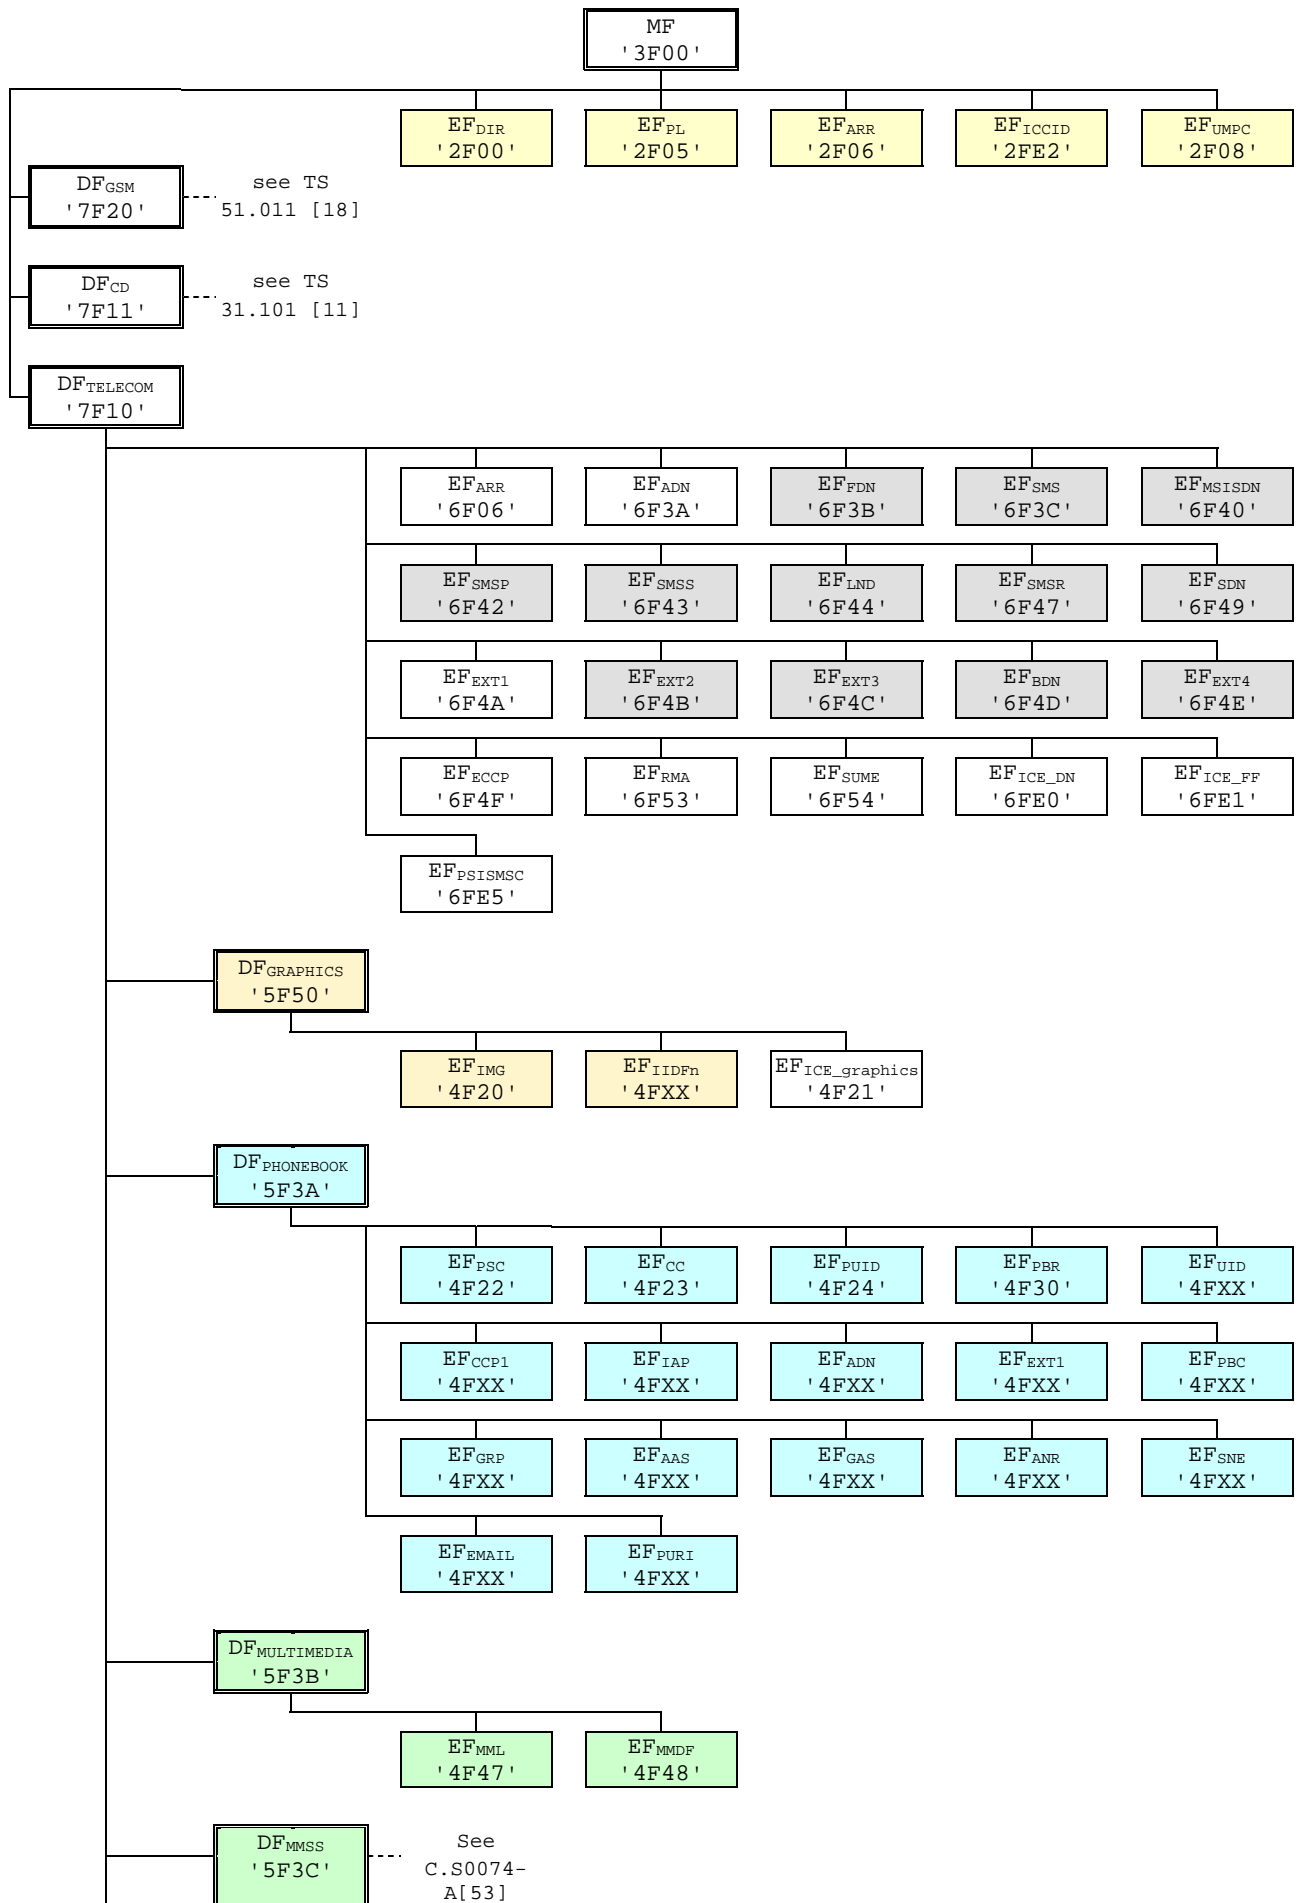 MF
'3F00'
EFDIR EFPL EFARR EFICCID EFUMPC
'2F00' '2F05' '2F06' '2FE2' '2F08'
DFGSM
'7F20'
see TS
51.011 [18]
DFCD
'7F11'
see TS
31.101 [11]
DFTELECOM
'7F10'
EFARR EFADN EFFDN EFSMS EFMSISDN
'6F06' '6F3A' '6F3B' '6F3C' '6F40'
EFSMSP EFSMSS EFLND EFSMSR EFSDN
'6F42' '6F43' '6F44' '6F47' '6F49'
EFEXT1 EFEXT2 EFEXT3 EFBDN EFEXT4
'6F4A' '6F4B' '6F4C' '6F4D' '6F4E'
EFECCP EFRMA EFSUME EFICE_DN EFICE_FF
'6F4F' '6F53' '6F54' '6FE0' '6FE1'
EFPSISMSC
'6FE5'
DFGRAPHICS
'5F50'
EFIMG EFIIDFn EFICE_graphics
'4F20' '4FXX' '4F21'
DFPHONEBOOK
'5F3A'
EFPSC EFCC EFPUID EFPBR EFUID
'4F22' '4F23' '4F24' '4F30' '4FXX'
EFCCP1 EFIAP EFADN EFEXT1 EFPBC
'4FXX' '4FXX' '4FXX' '4FXX' '4FXX'
EFGRP EFAAS EFGAS EFANR EFSNE
'4FXX' '4FXX' '4FXX' '4FXX' '4FXX'
EFEMAIL EFPURI
'4FXX' '4FXX'
DFMULTIMEDIA
'5F3B'
EFMML EFMMDF
'4F47' '4F48'
DFMMSS
'5F3C'
See
C.S0074-
A[53]